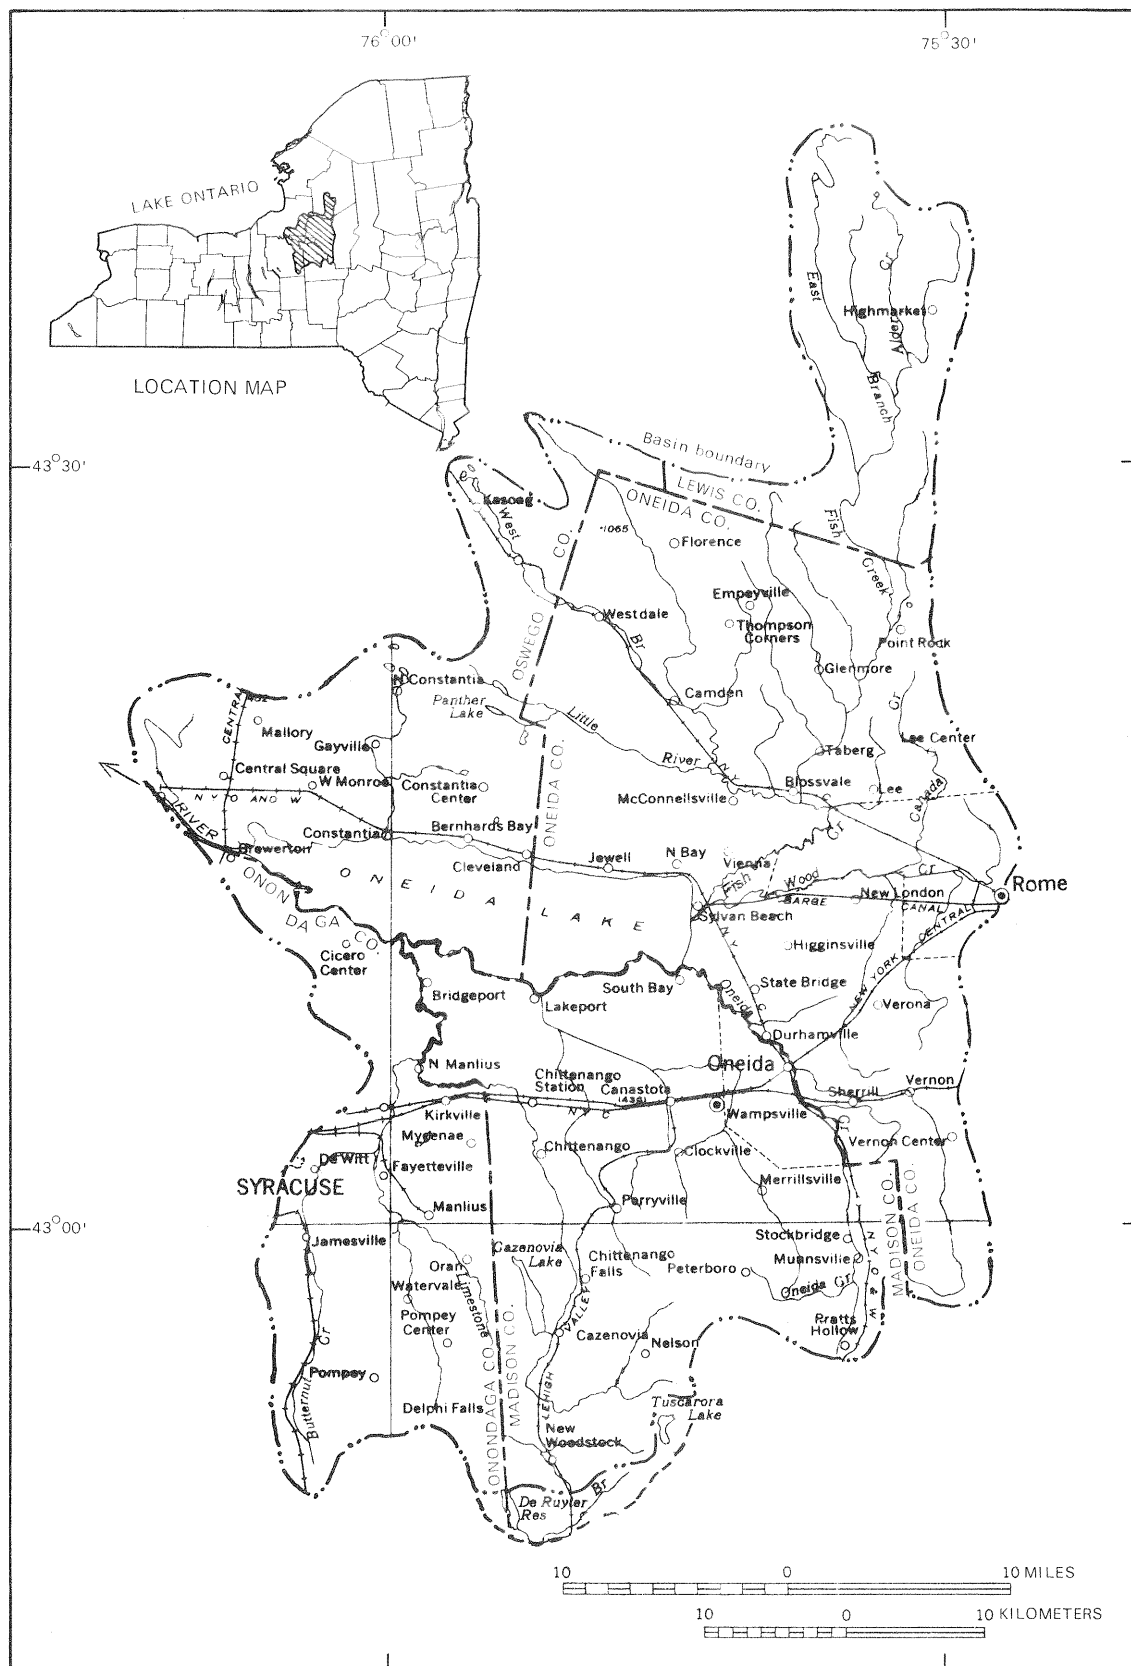 76°00'
75°30'
LAKE ONTARIO
LOCATION MAP
East
Cr
Highmarket
Alder
Branch
Basin boundary
43°30'
LEWIS CO.
ONEIDA CO.
Kasoag
West
CO.
OSWEGO
1065
Florence
Fish
Creek
Empeyville
Westdale
Thompson
Corners
Br
Point Rock
Glenmore
N Constantia
Panther
Lake
Camden
Cr
Little
CENTRAL
Mallory
Gayville
ONEIDA CO.
River
N Y
Taberg
Lee Center
Central Square
W Monroe
Constantia
Center
McConnellsville
Blossvale
Lee
N Y O AND W
Canada
RIVER
Constantia
Bernhards Bay
Cr
Brewerton
Cleveland
Jewell
N Bay
Vienna
Fish
Wood
Cr
Rome
ONEIDA LAKE
ONONDAGA CO.
Sylvan Beach
BARGE
New London
CANAL
CENTRAL
Cicero
Center
N Y C
Higginsville
NEW YORK
Bridgeport
Lakeport
South Bay
Oneida
State Bridge
Verona
Durhamville
N Manlius
Oneida
Chittenango
Station
Canastota
(436)
Sherrill
Vernon
Kirkville
N Y C
Wampsville
Mycenae
Chittenango
Clockville
Cr
Vernon Center
De Witt
Fayetteville
SYRACUSE
Merrillsville
Manlius
Perryville
MADISON CO.
ONEIDA CO.
43°00'
Jamesville
Cazenovia
Lake
Chittenango
Falls
Stockbridge
Munnsville
N Y O & W
Oran
Peterboro
Oneida Cr
Watervale
Limestone
Pompey
Center
VALLEY
Pratts
Hollow
Cr
Cazenovia
Nelson
Pompey
ONONDAGA CO.
MADISON CO.
LEHIGH
Butternut
Delphi Falls
Tuscarora
Lake
New
Woodstock
De Ruyter
Res
Br
10 0 10 MILES
10 0 10 KILOMETERS